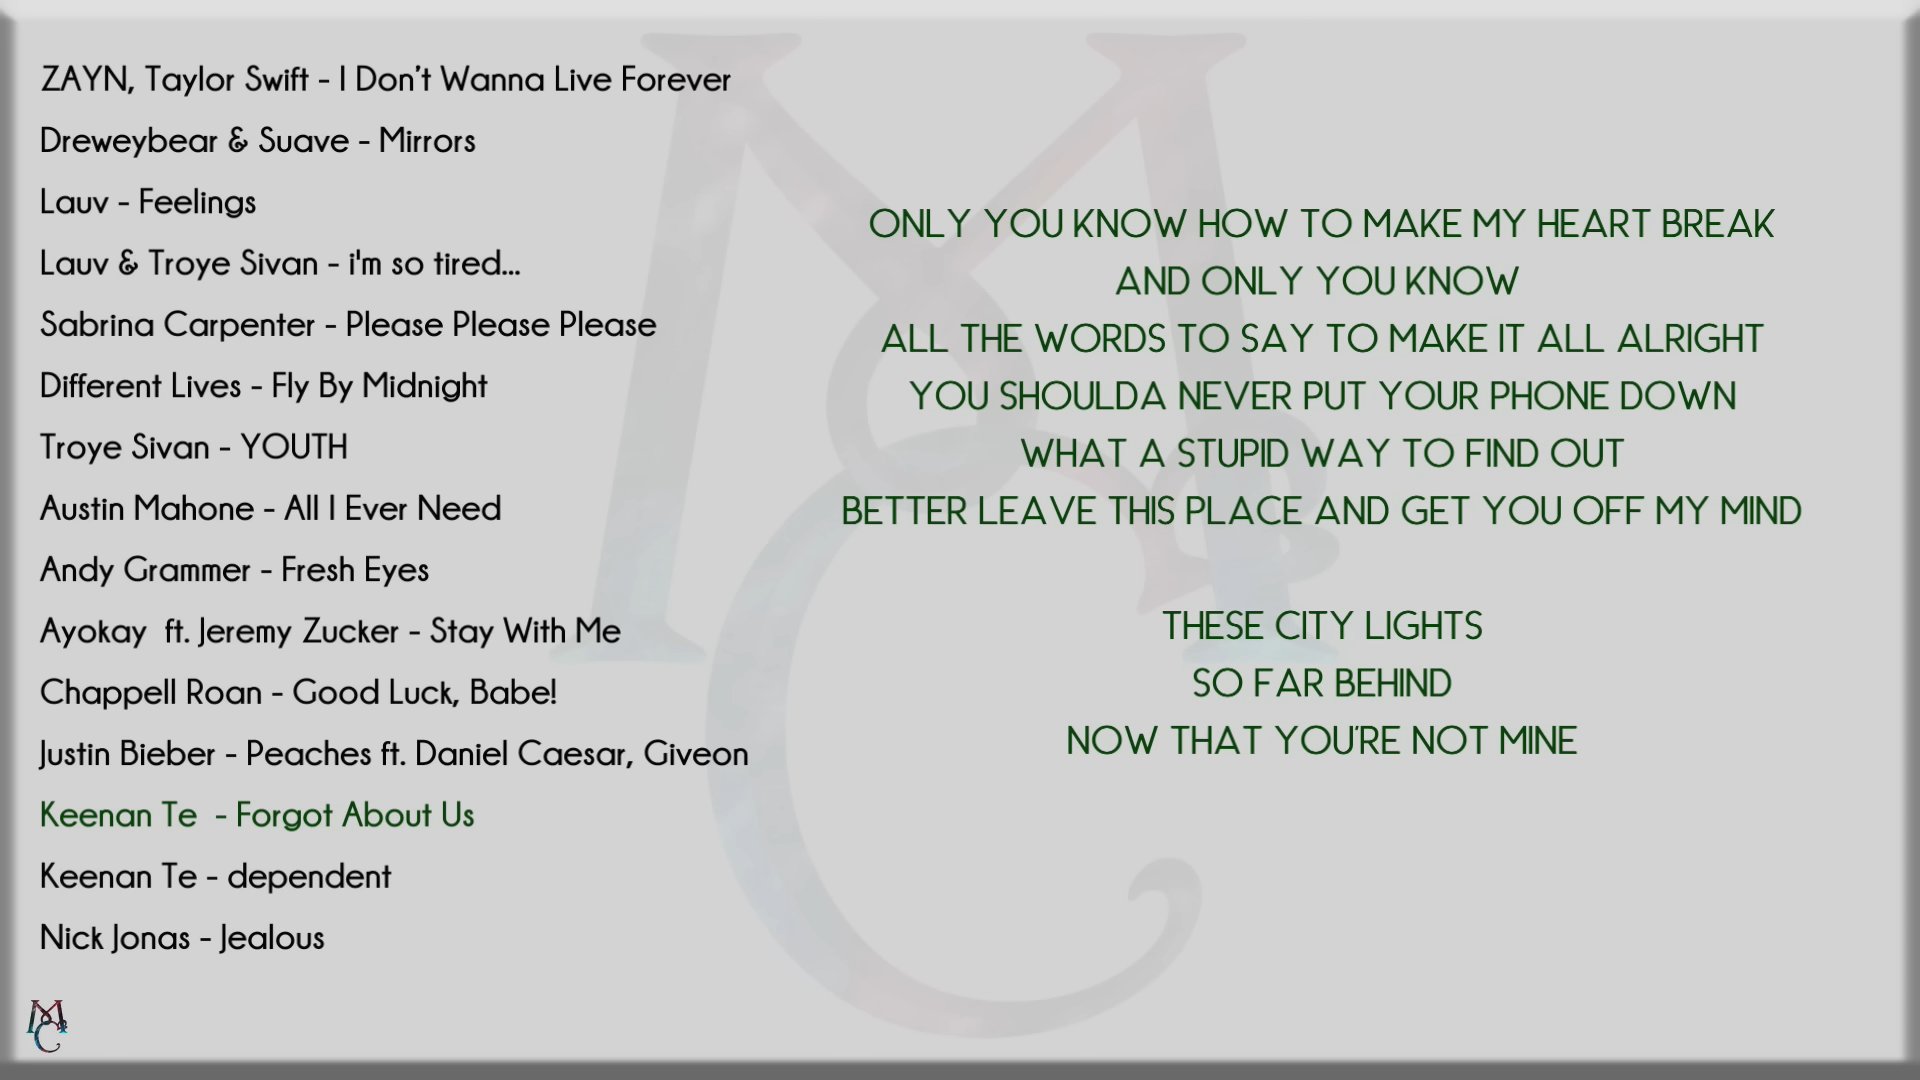 ZAYN, Taylor Swift - I Don't Wanna Live Forever
Dreweybear & Suave - Mirrors
Lauv - Feelings
Lauv & Troye Sivan - i'm so tired...
Sabrina Carpenter - Please Please Please
Different Lives - Fly By Midnight
Troye Sivan - YOUTH
Austin Mahone - All I Ever Need
Andy Grammer - Fresh Eyes
Ayokay  ft. Jeremy Zucker - Stay With Me
Chappell Roan - Good Luck, Babe!
Justin Bieber - Peaches ft. Daniel Caesar, Giveon
Keenan Te  - Forgot About Us
Keenan Te - dependent
Nick Jonas - Jealous
ONLY YOU KNOW HOW TO MAKE MY HEART BREAK
AND ONLY YOU KNOW
ALL THE WORDS TO SAY TO MAKE IT ALL ALRIGHT
YOU SHOULDA NEVER PUT YOUR PHONE DOWN
WHAT A STUPID WAY TO FIND OUT
BETTER LEAVE THIS PLACE AND GET YOU OFF MY MIND
THESE CITY LIGHTS
SO FAR BEHIND
NOW THAT YOU'RE NOT MINE